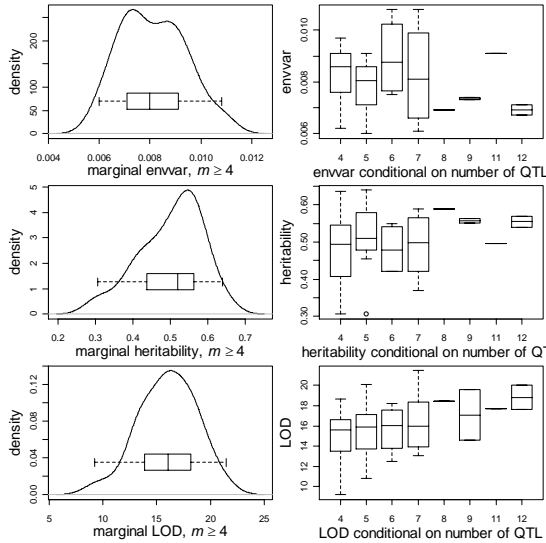 density
0 50 100 200
0.004 0.006 0.008 0.010 0.012
marginal envvar, m ≥ 4
envvar
0.006 0.008 0.010
4 5 6 7 8 9 11 12
envvar conditional on number of QTL
density
0 1 2 3 4 5
0.2 0.3 0.4 0.5 0.6 0.7
marginal heritability, m ≥ 4
heritability
0.30 0.40 0.50 0.60
4 5 6 7 8 9 11 12
heritability conditional on number of QT
density
0.00 0.04 0.08 0.12
5 10 15 20 25
marginal LOD, m ≥ 4
LOD
10 12 14 16 18 20
4 5 6 7 8 9 11 12
LOD conditional on number of QTL